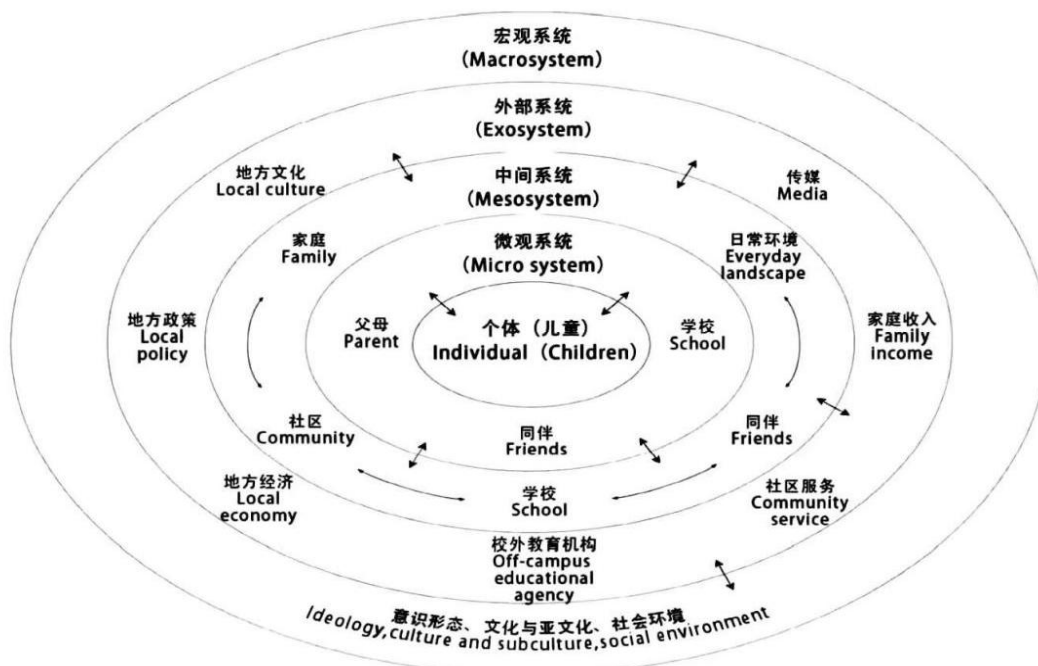 宏观系统
(Macrosystem)
外部系统
(Exosystem)
地方文化
Local culture
中间系统
(Mesosystem)
传媒
Media
家庭
Family
微观系统
(Micro system)
日常环境
Everyday
landscape
地方政策
Local
policy
父母
Parent
个体（儿童）
Individual（Children）
学校
School
家庭收入
Family
income
社区
Community
同伴
Friends
同伴
Friends
地方经济
Local
economy
学校
School
社区服务
Community
service
校外教育机构
Off-campus
educational
agency
意识形态、文化与亚文化、社会环境
Ideology,culture and subculture,social environment